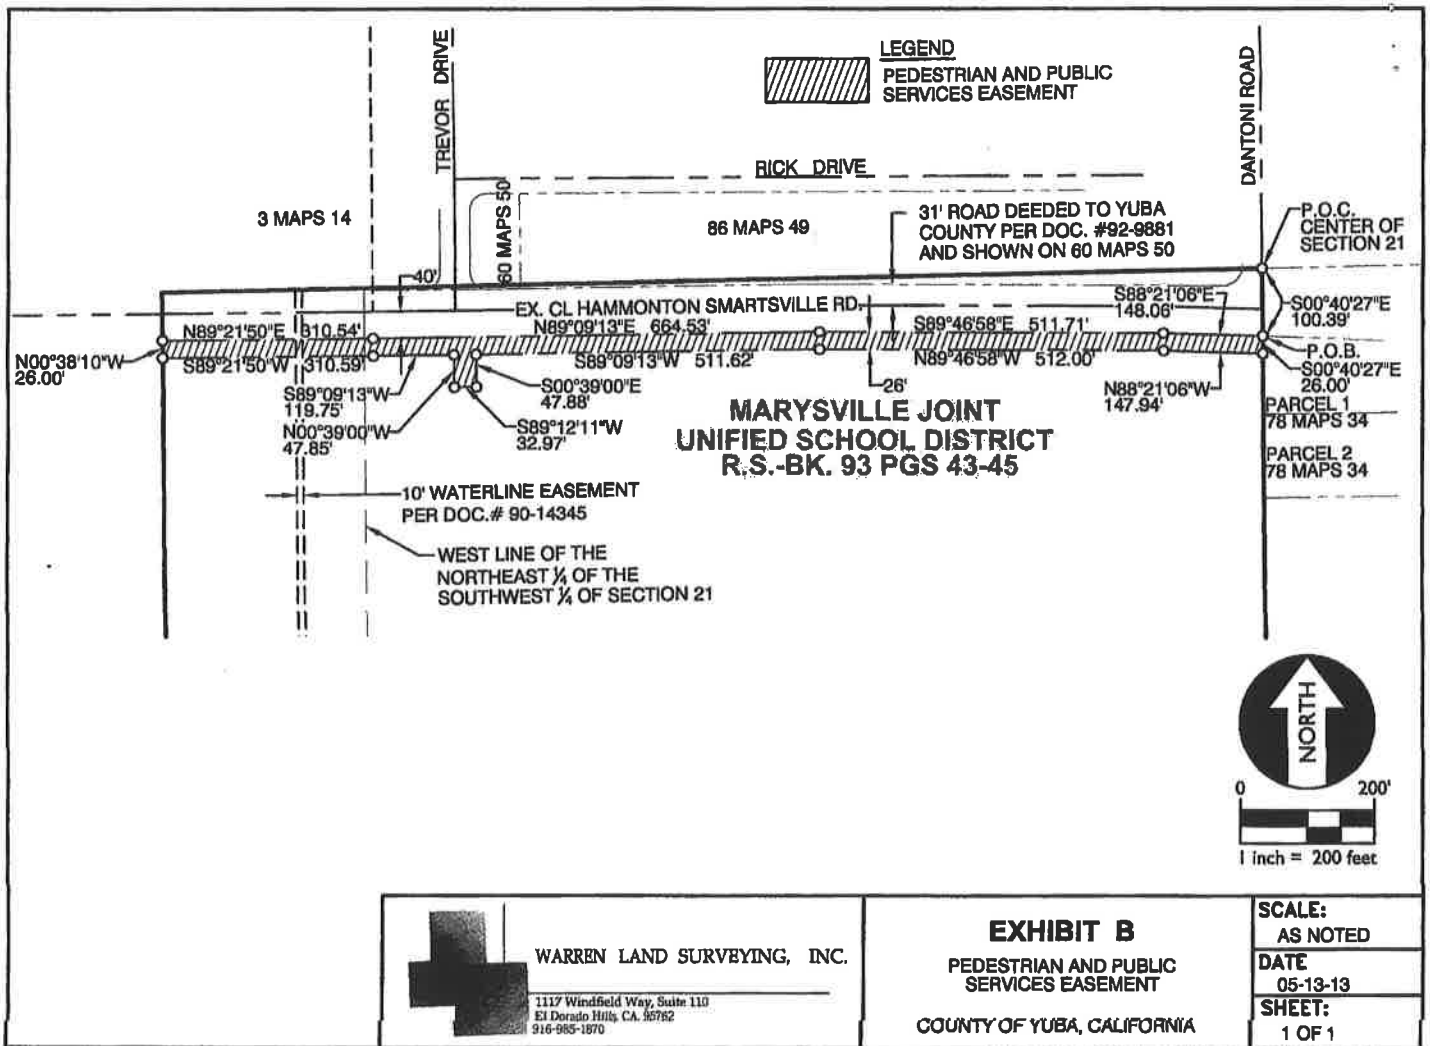 LEGEND
PEDESTRIAN AND PUBLIC
SERVICES EASEMENT
TREVOR DRIVE
DANTONI ROAD
RICK DRIVE
3 MAPS 14
60 MAPS 50
86 MAPS 49
31' ROAD DEEDED TO YUBA
COUNTY PER DOC. #92-9881
AND SHOWN ON 60 MAPS 50
P.O.C.
CENTER OF
SECTION 21
40'
EX. CL HAMMONTON SMARTSVILLE RD.
S88°21'06"E
148.06'
S00°40'27"E
100.39'
N89°21'50"E 310.54'
N89°09'13"E 664.53'
S89°46'58"E 511.71'
N00°38'10"W
26.00'
S89°21'50"W 310.59'
S89°09'13"W 511.62'
N89°46'58"W 512.00'
P.O.B.
S00°40'27"E
26.00'
S89°09'13"W
119.75'
S00°39'00"E
47.88'
26'
N88°21'06"W
147.94'
N00°39'00"W
47.85'
S89°12'11"W
32.97'
MARYSVILLE JOINT
UNIFIED SCHOOL DISTRICT
R.S.-BK. 93 PGS 43-45
PARCEL 1
78 MAPS 34
PARCEL 2
78 MAPS 34
10' WATERLINE EASEMENT
PER DOC.# 90-14345
WEST LINE OF THE
NORTHEAST ¼ OF THE
SOUTHWEST ¼ OF SECTION 21
NORTH
0 200'
1 inch = 200 feet
WARREN LAND SURVEYING, INC.
1117 Windfield Way, Suite 110
El Dorado Hills, CA. 95762
916-985-1870
EXHIBIT B
PEDESTRIAN AND PUBLIC
SERVICES EASEMENT
COUNTY OF YUBA, CALIFORNIA
SCALE:
AS NOTED
DATE
05-13-13
SHEET:
1 OF 1